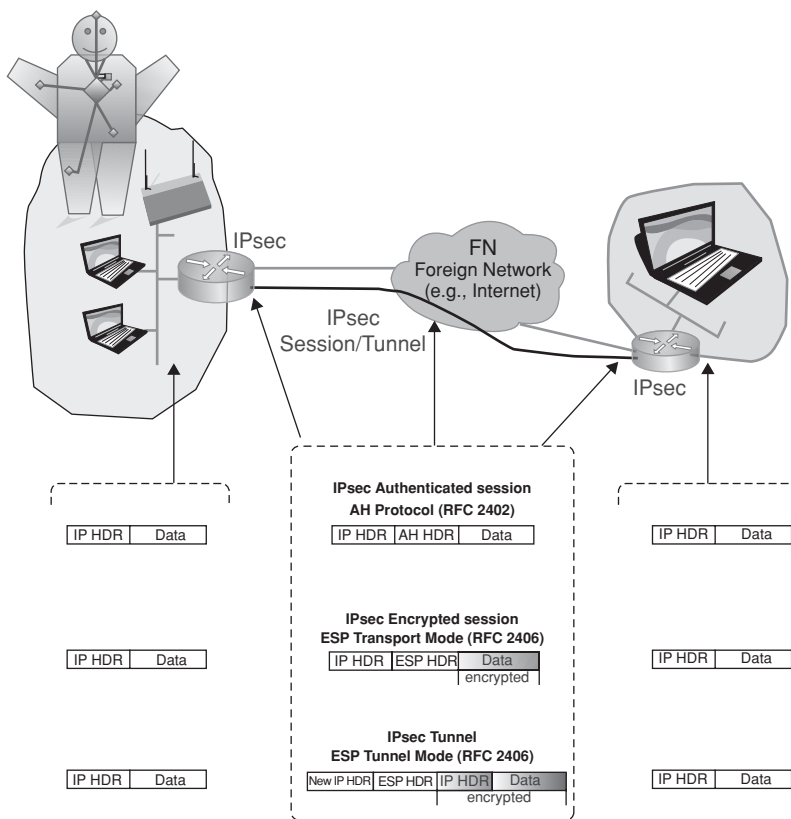 IPsec
FN
Foreign Network
(e.g., Internet)
IPsec
Session/Tunnel
IPsec
IPsec Authenticated session
AH Protocol (RFC 2402)
IP HDR Data
IP HDR AH HDR Data
IP HDR Data
IPsec Encrypted session
ESP Transport Mode (RFC 2406)
IP HDR Data
IP HDR ESP HDR Data
IP HDR Data
encrypted
IPsec Tunnel
ESP Tunnel Mode (RFC 2406)
IP HDR Data
New IP HDR ESP HDR IP HDR Data
IP HDR Data
encrypted